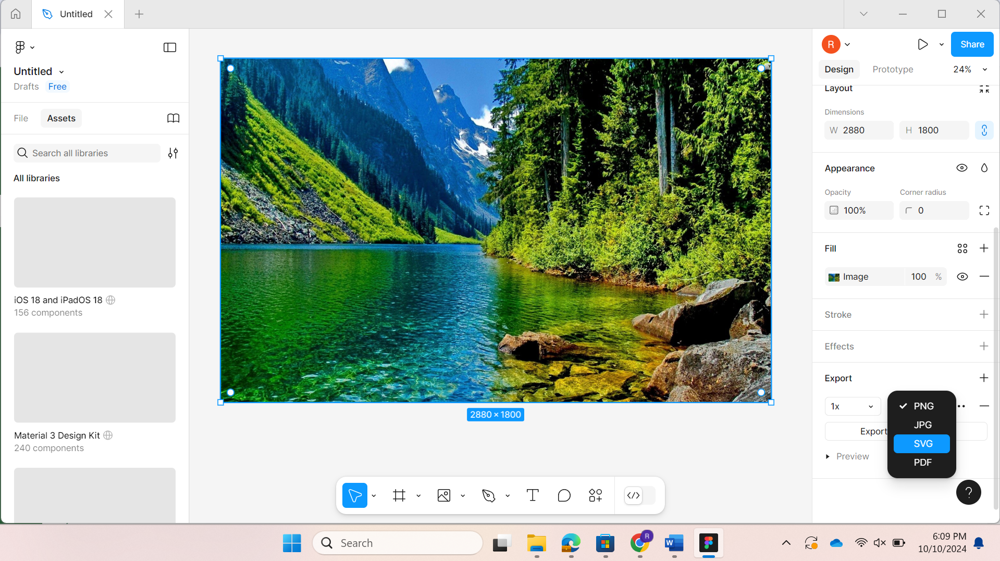 Untitled
R
Share
Untitled
Drafts Free
Design Prototype 24%
Layout
Dimensions
W 2880 H 1800
File Assets
Search all libraries
All libraries
Appearance
Opacity Corner radius
100% 0
Fill
Image 100 %
iOS 18 and iPadOS 18
156 components
Stroke
Effects
Export
1x
PNG
JPG
SVG
PDF
Export
Preview
2880 × 1800
Material 3 Design Kit
240 components
?
Search
R
W
6:09 PM
10/10/2024